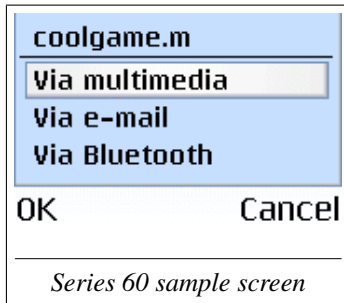 coolgame.m
Via multimedia
Via e-mail
Via Bluetooth
OK Cancel
Series 60 sample screen